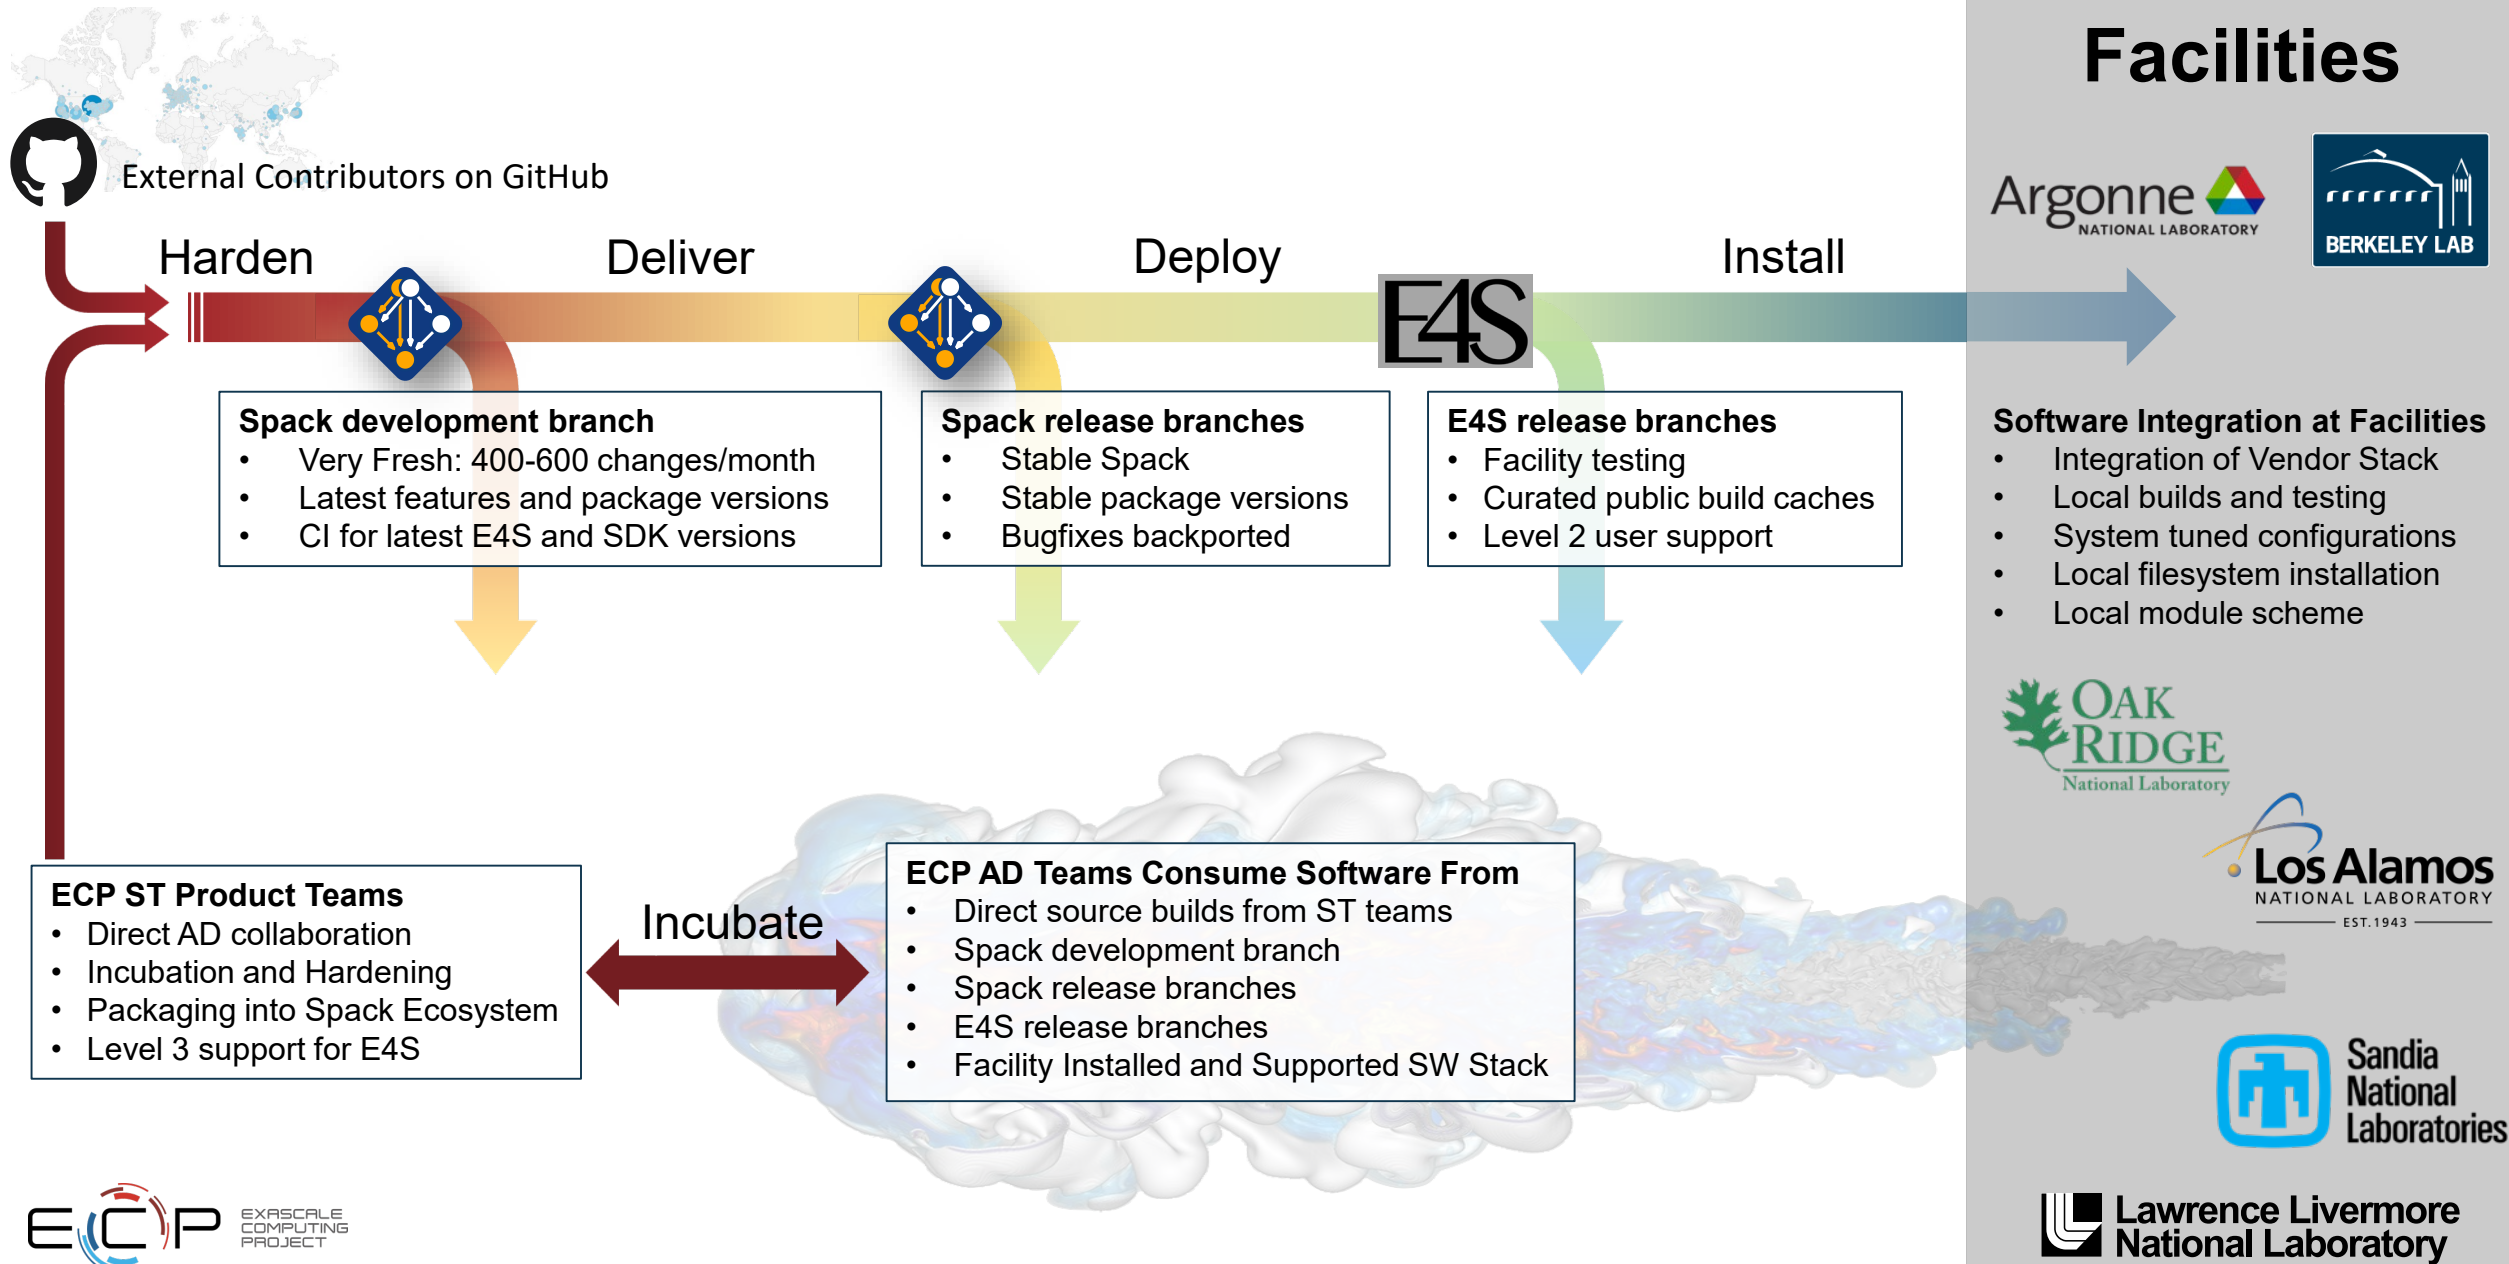 Facilities
External Contributors on GitHub
Argonne
NATIONAL LABORATORY
BERKELEY LAB
Harden
Deliver
Deploy
Install
E4S
Spack development branch
• Very Fresh: 400-600 changes/month
• Latest features and package versions
• CI for latest E4S and SDK versions
Spack release branches
• Stable Spack
• Stable package versions
• Bugfixes backported
E4S release branches
• Facility testing
• Curated public build caches
• Level 2 user support
Software Integration at Facilities
• Integration of Vendor Stack
• Local builds and testing
• System tuned configurations
• Local filesystem installation
• Local module scheme
OAK
RIDGE
National Laboratory
Los Alamos
NATIONAL LABORATORY
EST.1943
ECP ST Product Teams
• Direct AD collaboration
• Incubation and Hardening
• Packaging into Spack Ecosystem
• Level 3 support for E4S
Incubate
ECP AD Teams Consume Software From
• Direct source builds from ST teams
• Spack development branch
• Spack release branches
• E4S release branches
• Facility Installed and Supported SW Stack
Sandia
National
Laboratories
ECP
EXASCALE
COMPUTING
PROJECT
Lawrence Livermore
National Laboratory